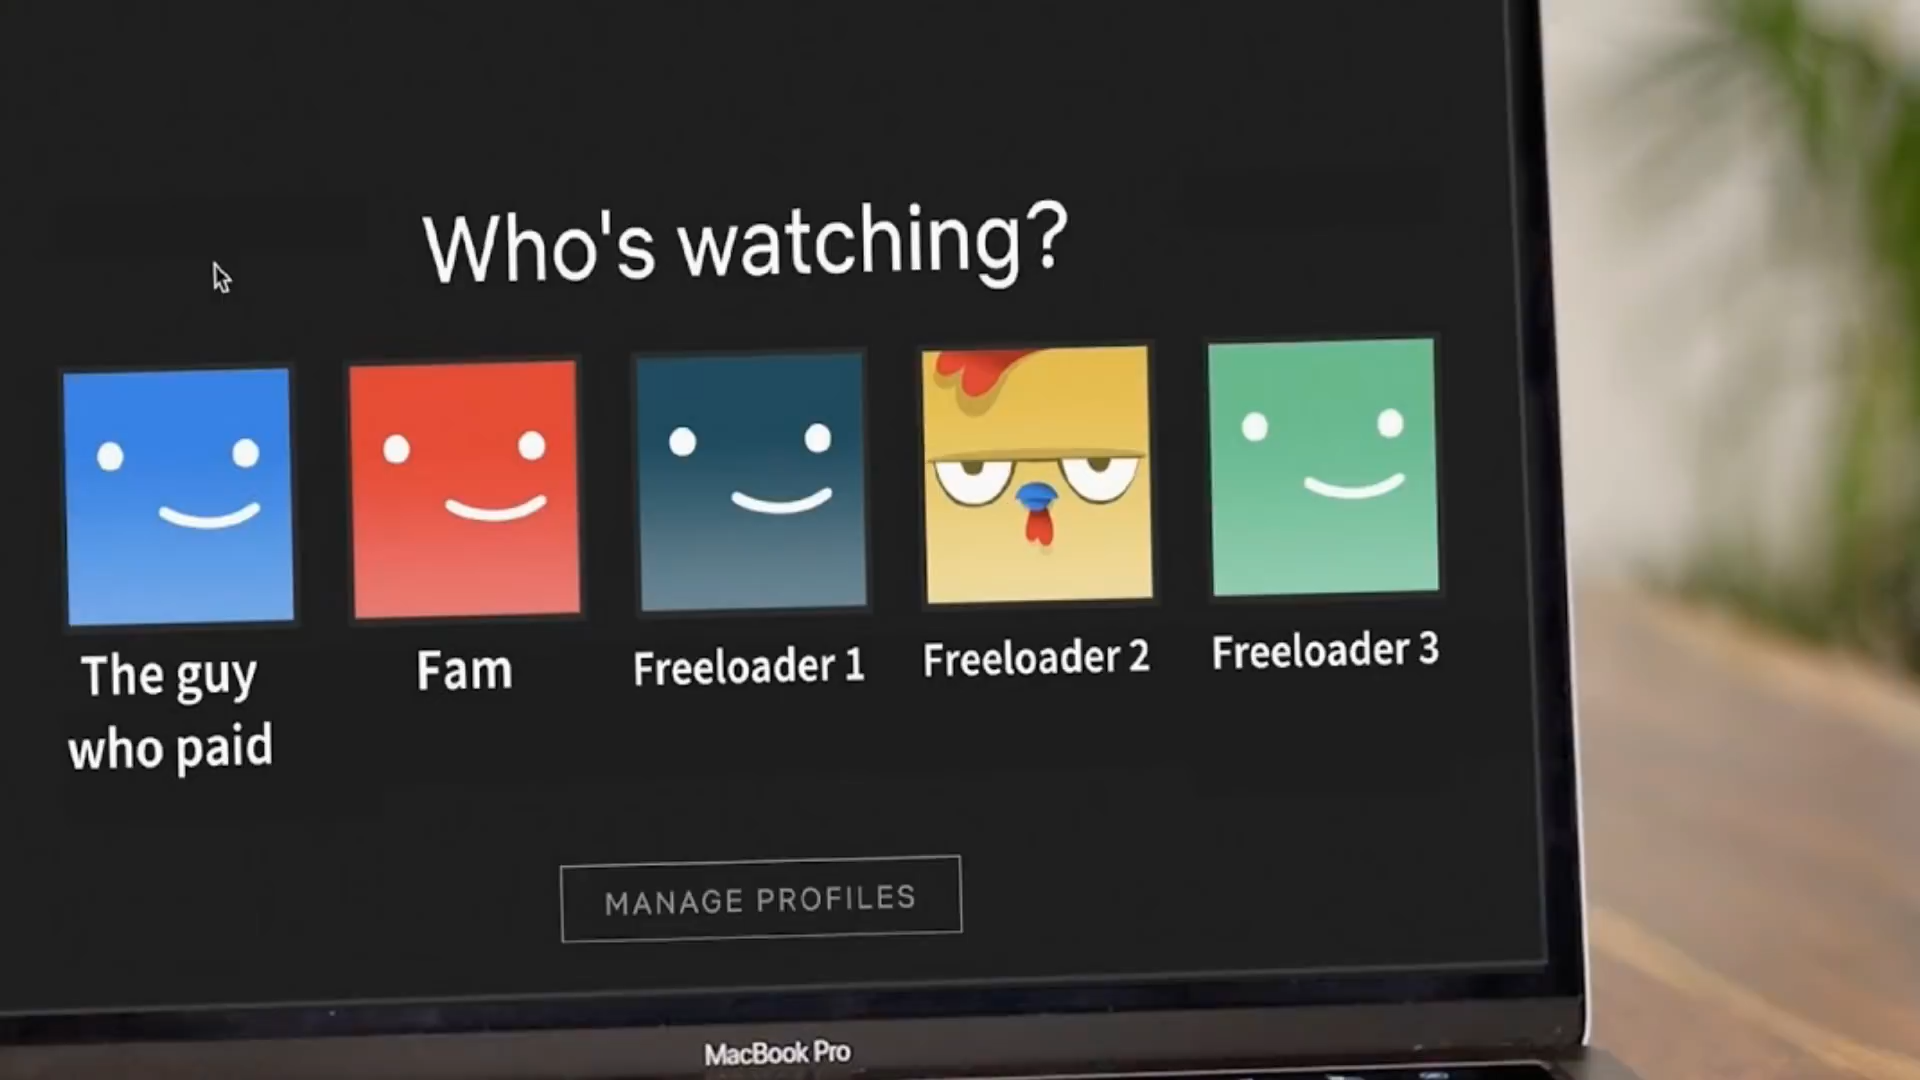 Who's watching?
The guy
who paid
Fam
Freeloader 1
Freeloader 2
Freeloader 3
MANAGE PROFILES
MacBook Pro